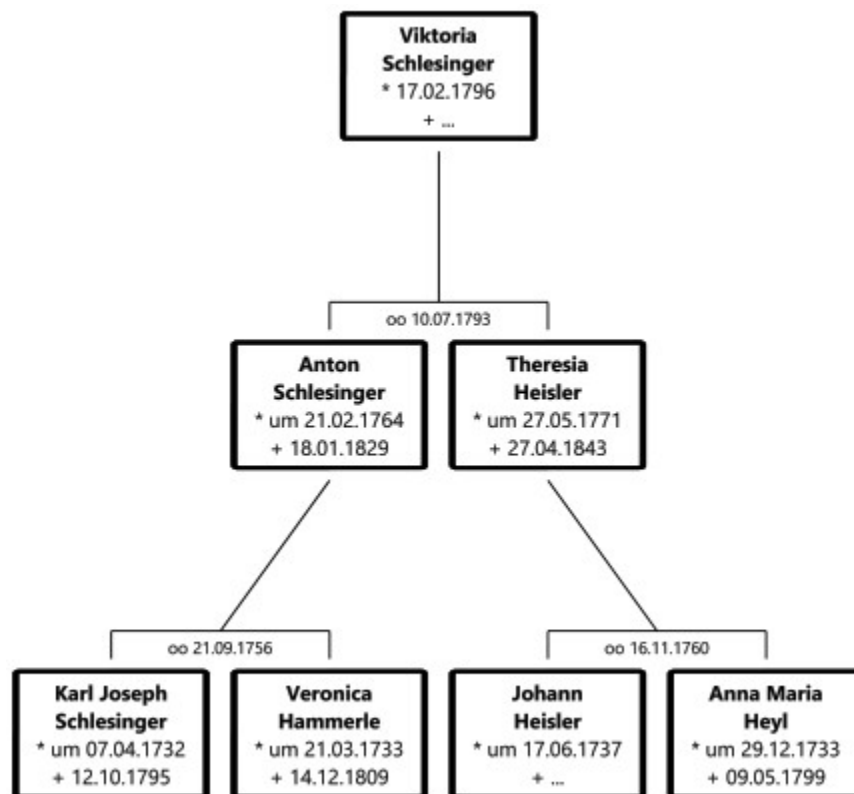 Viktoria
Schlesinger
* 17.02.1796
+ ...
oo 10.07.1793
Anton
Schlesinger
* um 21.02.1764
+ 18.01.1829
Theresia
Heisler
* um 27.05.1771
+ 27.04.1843
oo 21.09.1756
oo 16.11.1760
Karl Joseph
Schlesinger
* um 07.04.1732
+ 12.10.1795
Veronica
Hammerle
* um 21.03.1733
+ 14.12.1809
Johann
Heisler
* um 17.06.1737
+ ...
Anna Maria
Heyl
* um 29.12.1733
+ 09.05.1799